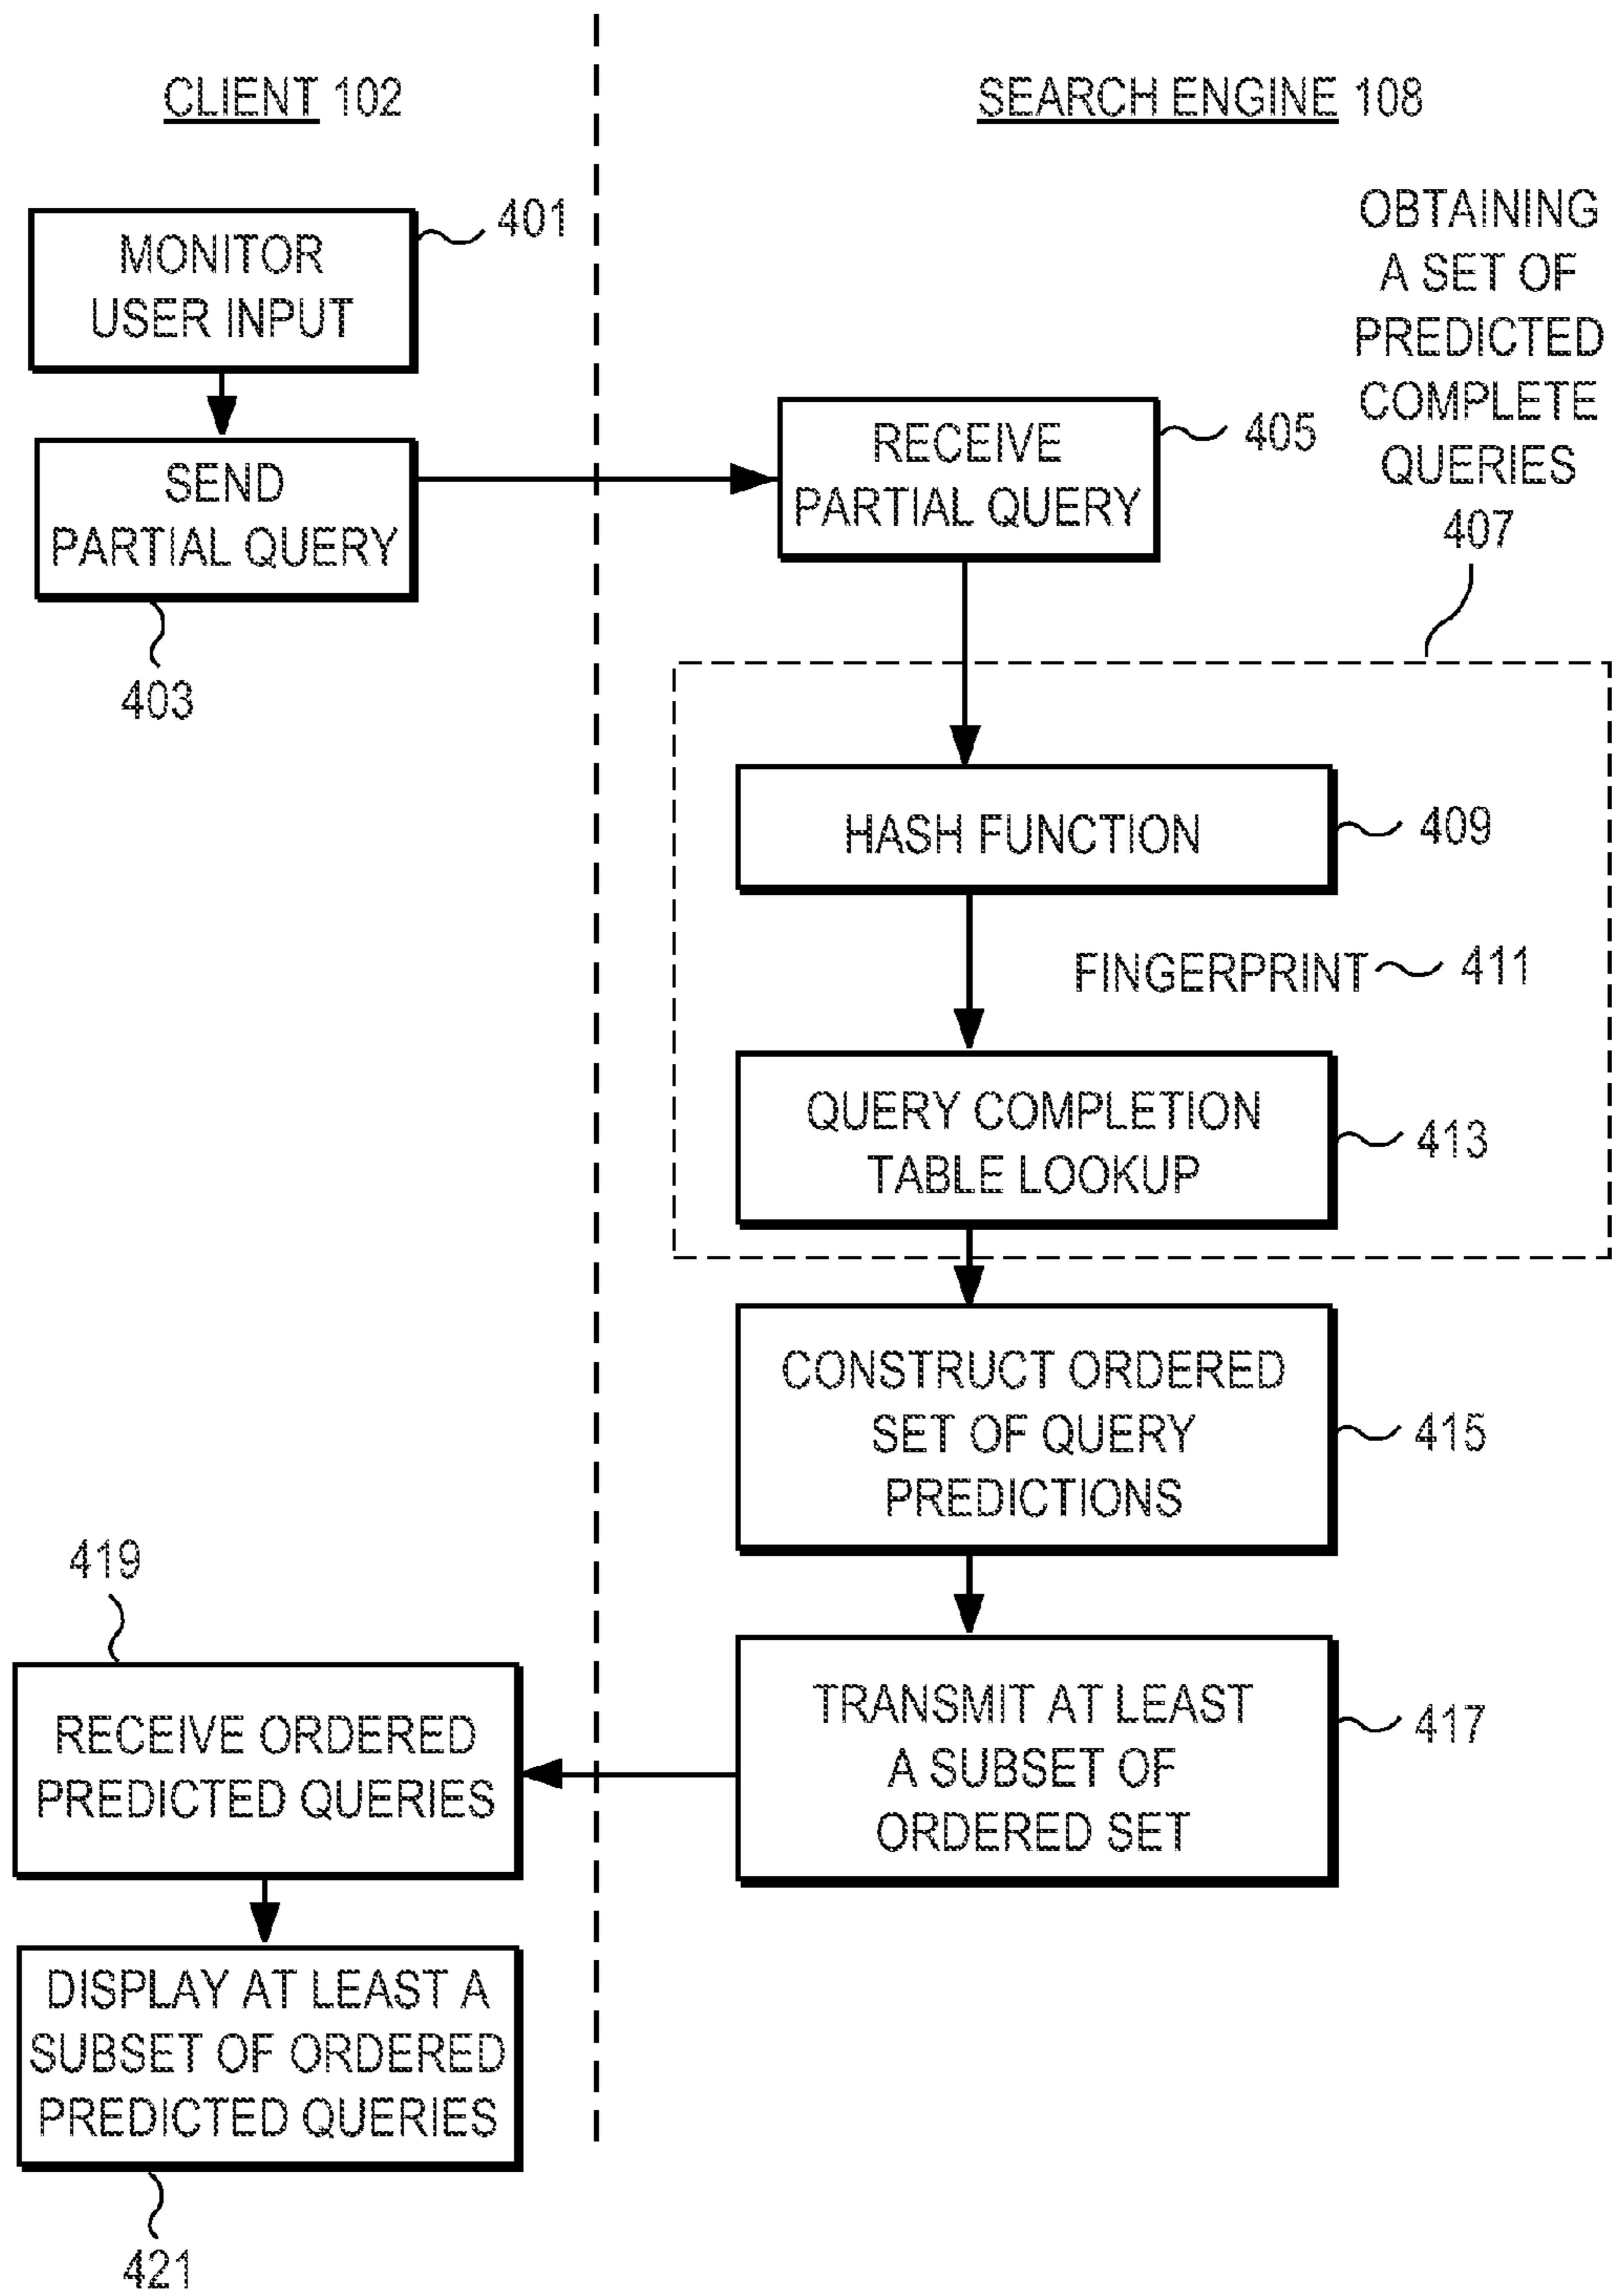 CLIENT 102
SEARCH ENGINE 108
MONITOR
USER INPUT
401
SEND
PARTIAL QUERY
403
RECEIVE
PARTIAL QUERY
405
OBTAINING
A SET OF
PREDICTED
COMPLETE
QUERIES
407
HASH FUNCTION
409
FINGERPRINT
411
QUERY COMPLETION
TABLE LOOKUP
413
CONSTRUCT ORDERED
SET OF QUERY
PREDICTIONS
415
TRANSMIT AT LEAST
A SUBSET OF
ORDERED SET
417
419
RECEIVE ORDERED
PREDICTED QUERIES
DISPLAY AT LEAST A
SUBSET OF ORDERED
PREDICTED QUERIES
421